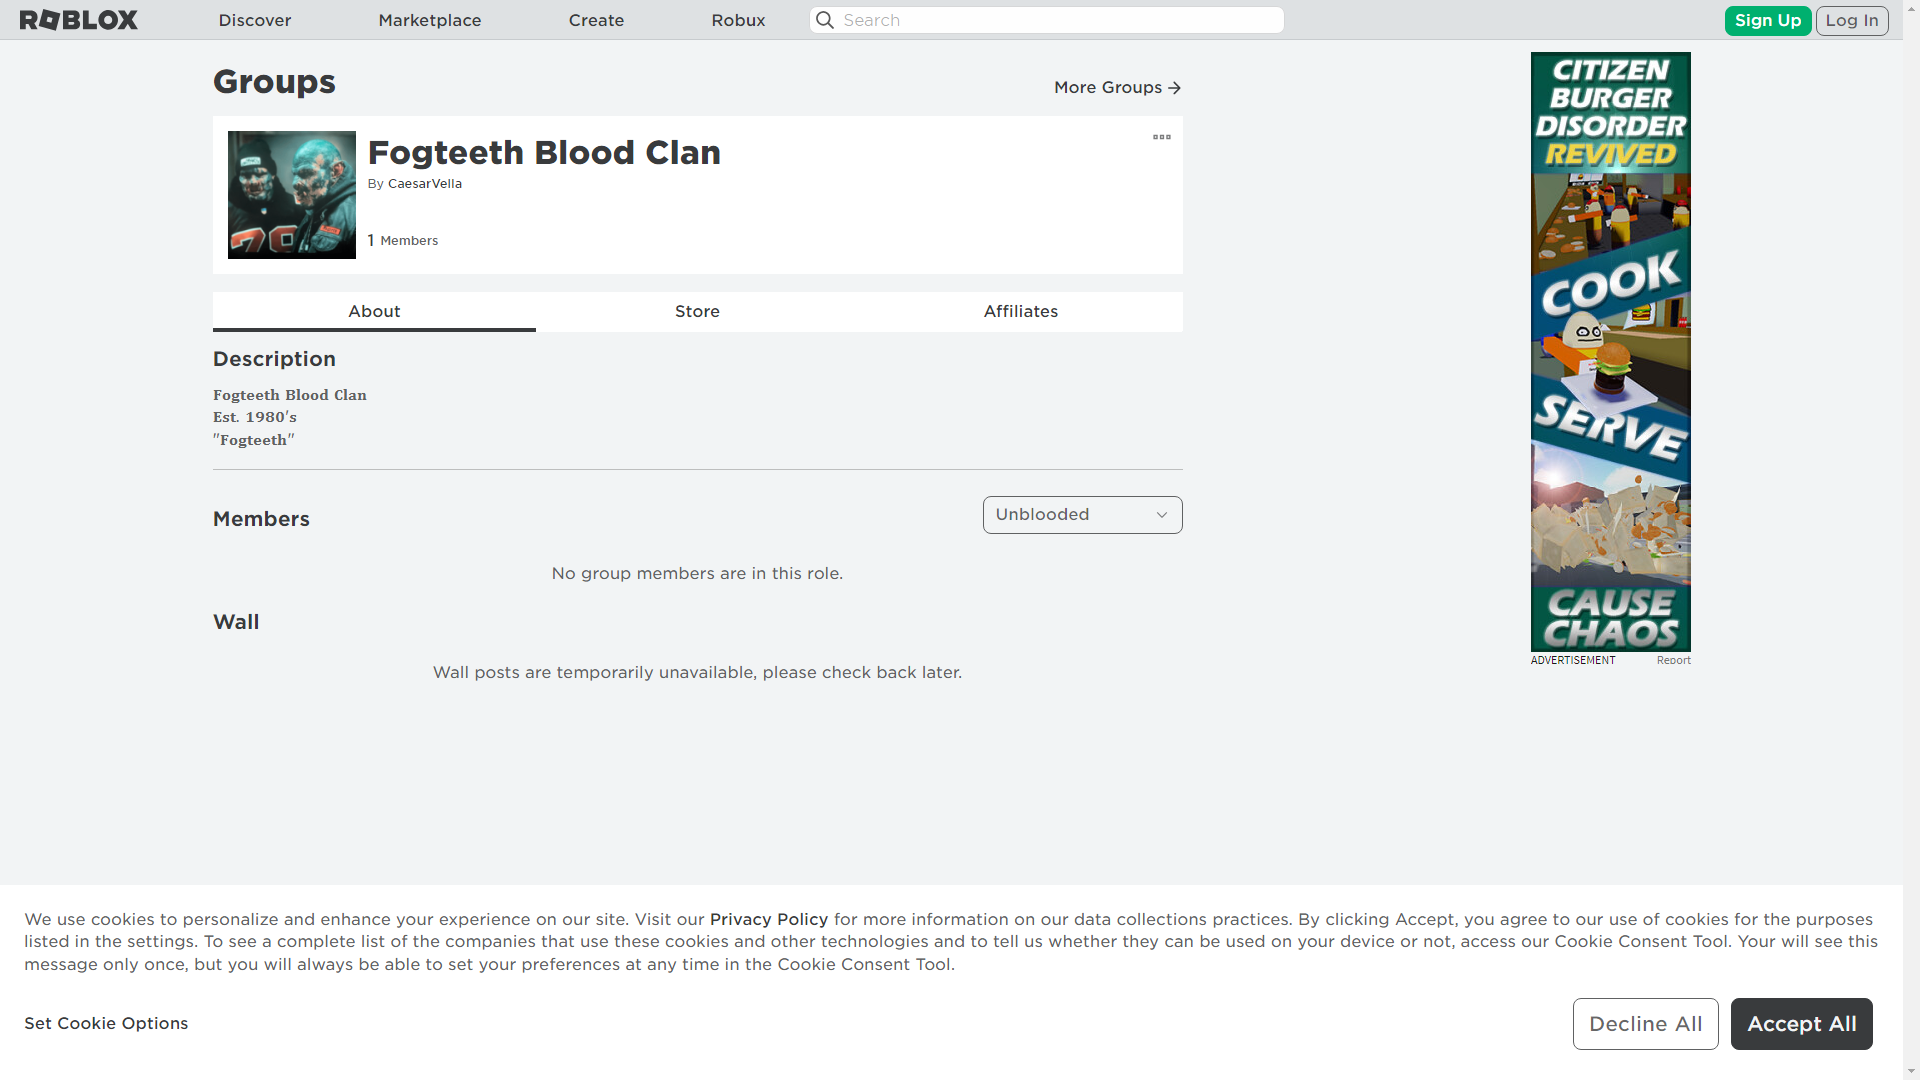 ROBLOX
Discover
Marketplace
Create
Robux
Search
Sign Up
Log In
Groups
More Groups
Fogteeth Blood Clan
By CaesarVella
1 Members
About
Store
Affiliates
Description
Fogteeth Blood Clan
Est. 1980's
"Fogteeth"
Members
Unblooded
No group members are in this role.
Wall
Wall posts are temporarily unavailable, please check back later.
CITIZEN
BURGER
DISORDER
REVIVED
COOK
SERVE
CAUSE
CHAOS
ADVERTISEMENT
Report
We use cookies to personalize and enhance your experience on our site. Visit our Privacy Policy for more information on our data collections practices. By clicking Accept, you agree to our use of cookies for the purposes
listed in the settings. To see a complete list of the companies that use these cookies and other technologies and to tell us whether they can be used on your device or not, access our Cookie Consent Tool. Your will see this
message only once, but you will always be able to set your preferences at any time in the Cookie Consent Tool.
Set Cookie Options
Decline All
Accept All